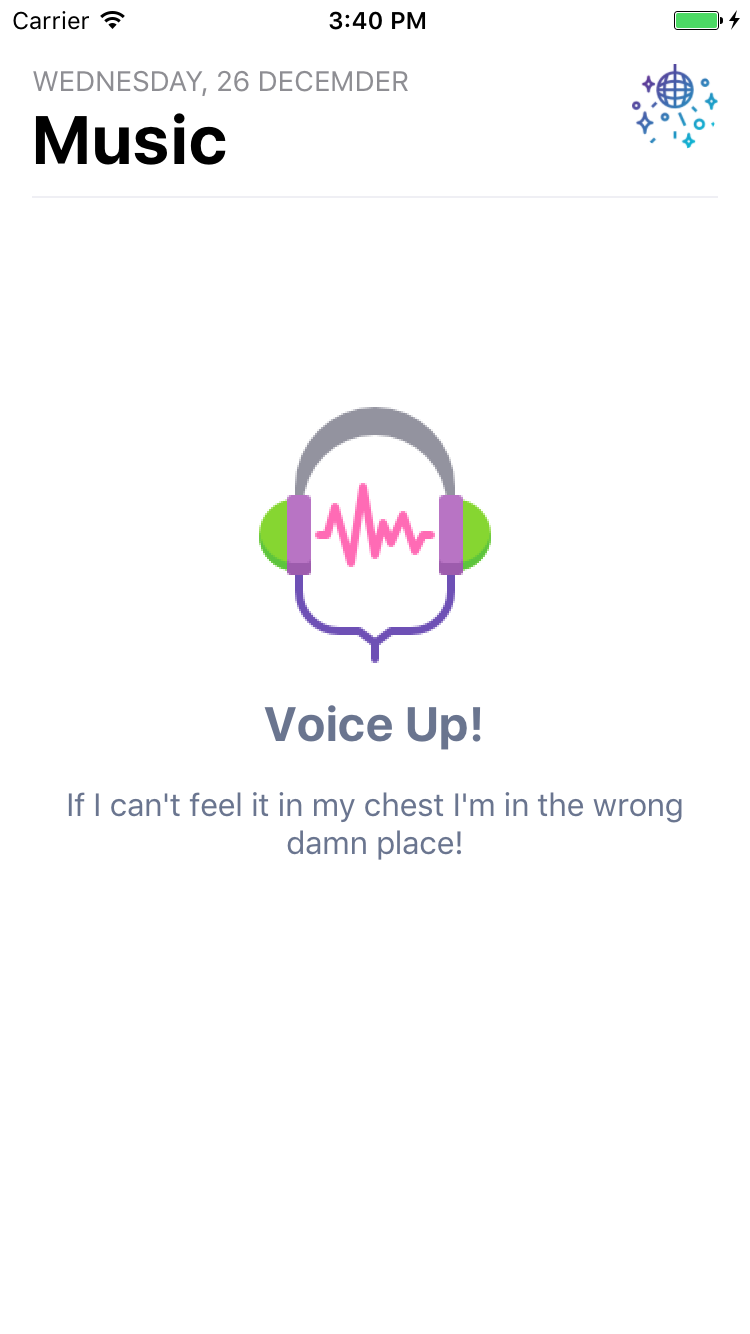 Carrier
3:40 PM
WEDNESDAY, 26 DECEMDER
Music
Voice Up!
If I can't feel it in my chest I'm in the wrong
damn place!